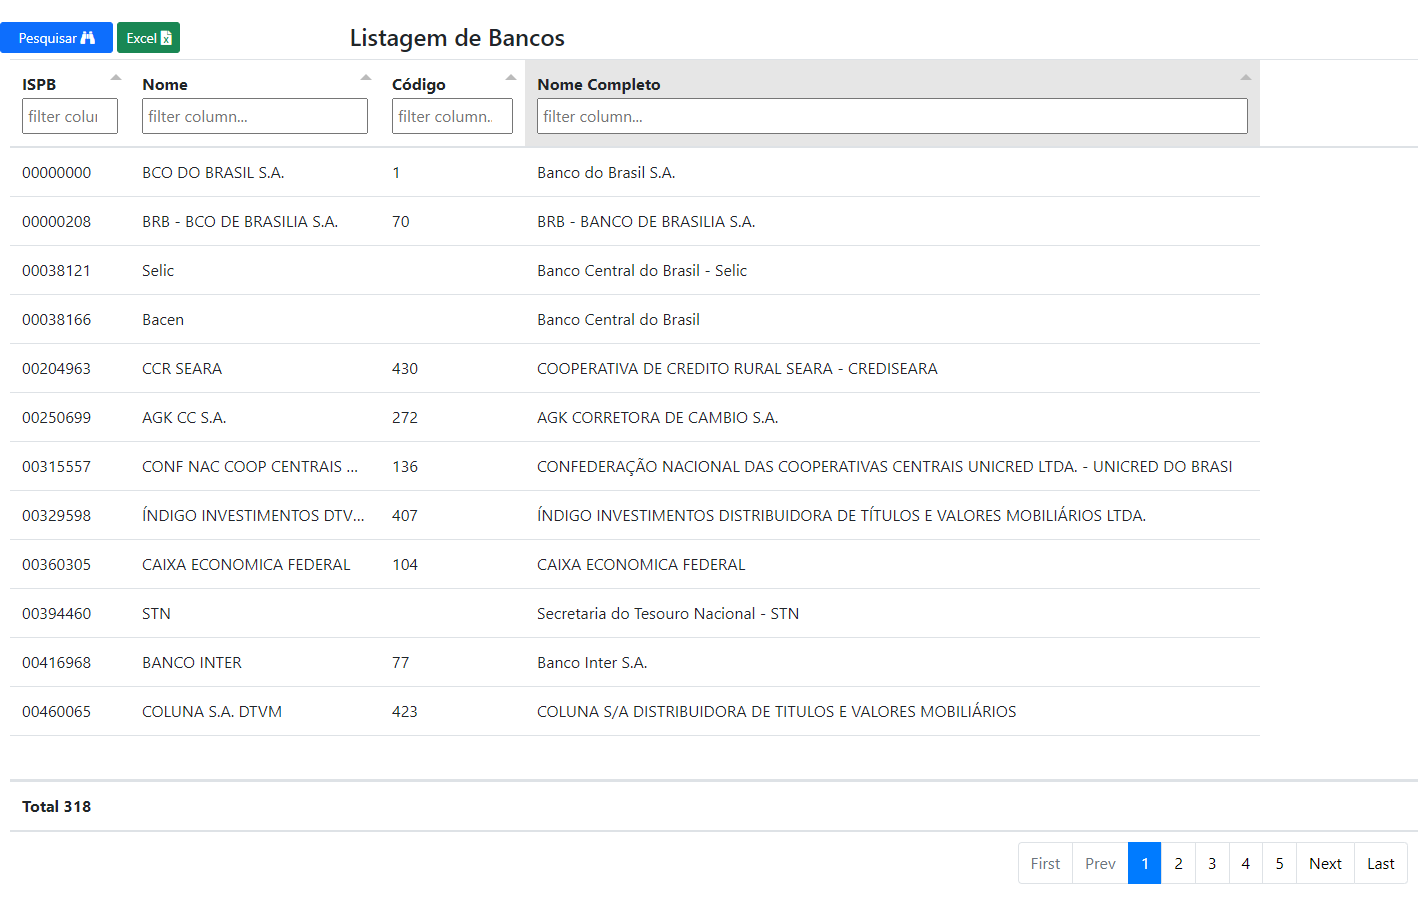 Pesquisar Excel Listagem de Bancos
ISPB Nome Código Nome Completo
filter colu filter column... filter column.. filter column...
00000000 BCO DO BRASIL S.A. 1 Banco do Brasil S.A.
00000208 BRB - BCO DE BRASILIA S.A. 70 BRB - BANCO DE BRASILIA S.A.
00038121 Selic Banco Central do Brasil - Selic
00038166 Bacen Banco Central do Brasil
00204963 CCR SEARA 430 COOPERATIVA DE CREDITO RURAL SEARA - CREDISEARA
00250699 AGK CC S.A. 272 AGK CORRETORA DE CAMBIO S.A.
00315557 CONF NAC COOP CENTRAIS ... 136 CONFEDERAÇÃO NACIONAL DAS COOPERATIVAS CENTRAIS UNICRED LTDA. - UNICRED DO BRASI
00329598 ÍNDIGO INVESTIMENTOS DTV... 407 ÍNDIGO INVESTIMENTOS DISTRIBUIDORA DE TÍTULOS E VALORES MOBILIÁRIOS LTDA.
00360305 CAIXA ECONOMICA FEDERAL 104 CAIXA ECONOMICA FEDERAL
00394460 STN Secretaria do Tesouro Nacional - STN
00416968 BANCO INTER 77 Banco Inter S.A.
00460065 COLUNA S.A. DTVM 423 COLUNA S/A DISTRIBUIDORA DE TITULOS E VALORES MOBILIÁRIOS
Total 318
First Prev 1 2 3 4 5 Next Last